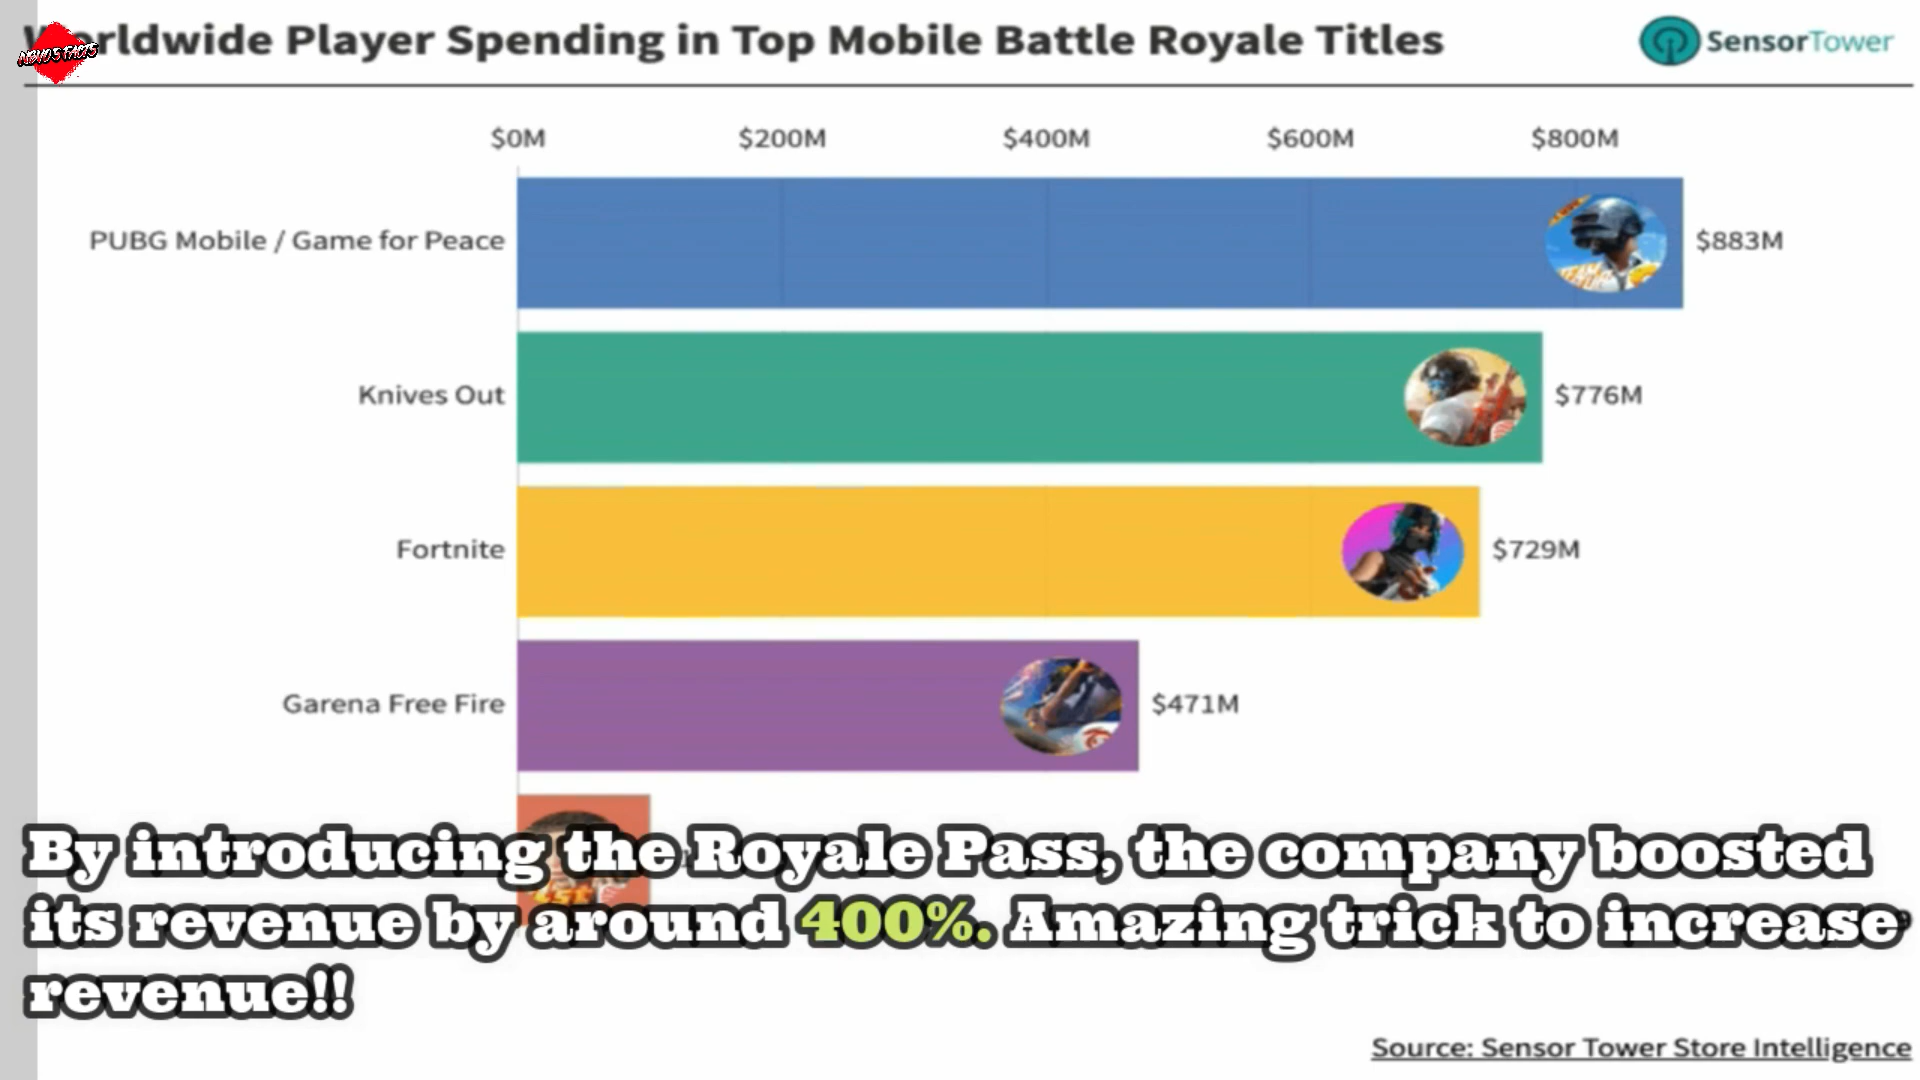 Worldwide Player Spending in Top Mobile Battle Royale Titles
SensorTower
$0M $200M $400M $600M $800M
PUBG Mobile / Game for Peace $883M
Knives Out $776M
Fortnite $729M
Garena Free Fire $471M
By introducing the Royale Pass, the company boosted
its revenue by around 400%. Amazing trick to increase
revenue!!
Source: Sensor Tower Store Intelligence